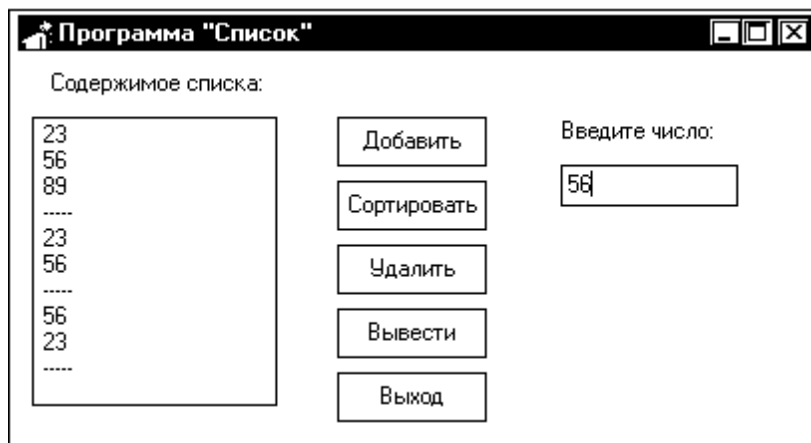 Программа "Список"
Содержимое списка:
23
56
89
-----
23
56
-----
56
23
-----
Добавить
Сортировать
Удалить
Вывести
Выход
Введите число:
56